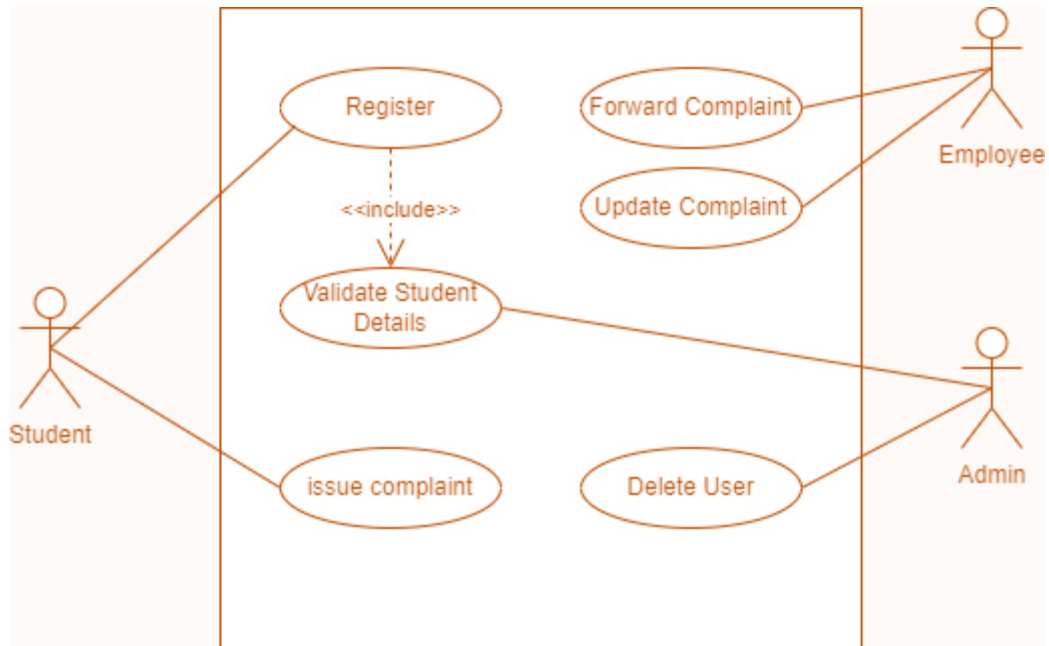 Register
Forward Complaint
Employee
Update Complaint
<<include>>
Validate Student
Details
Student
issue complaint
Delete User
Admin